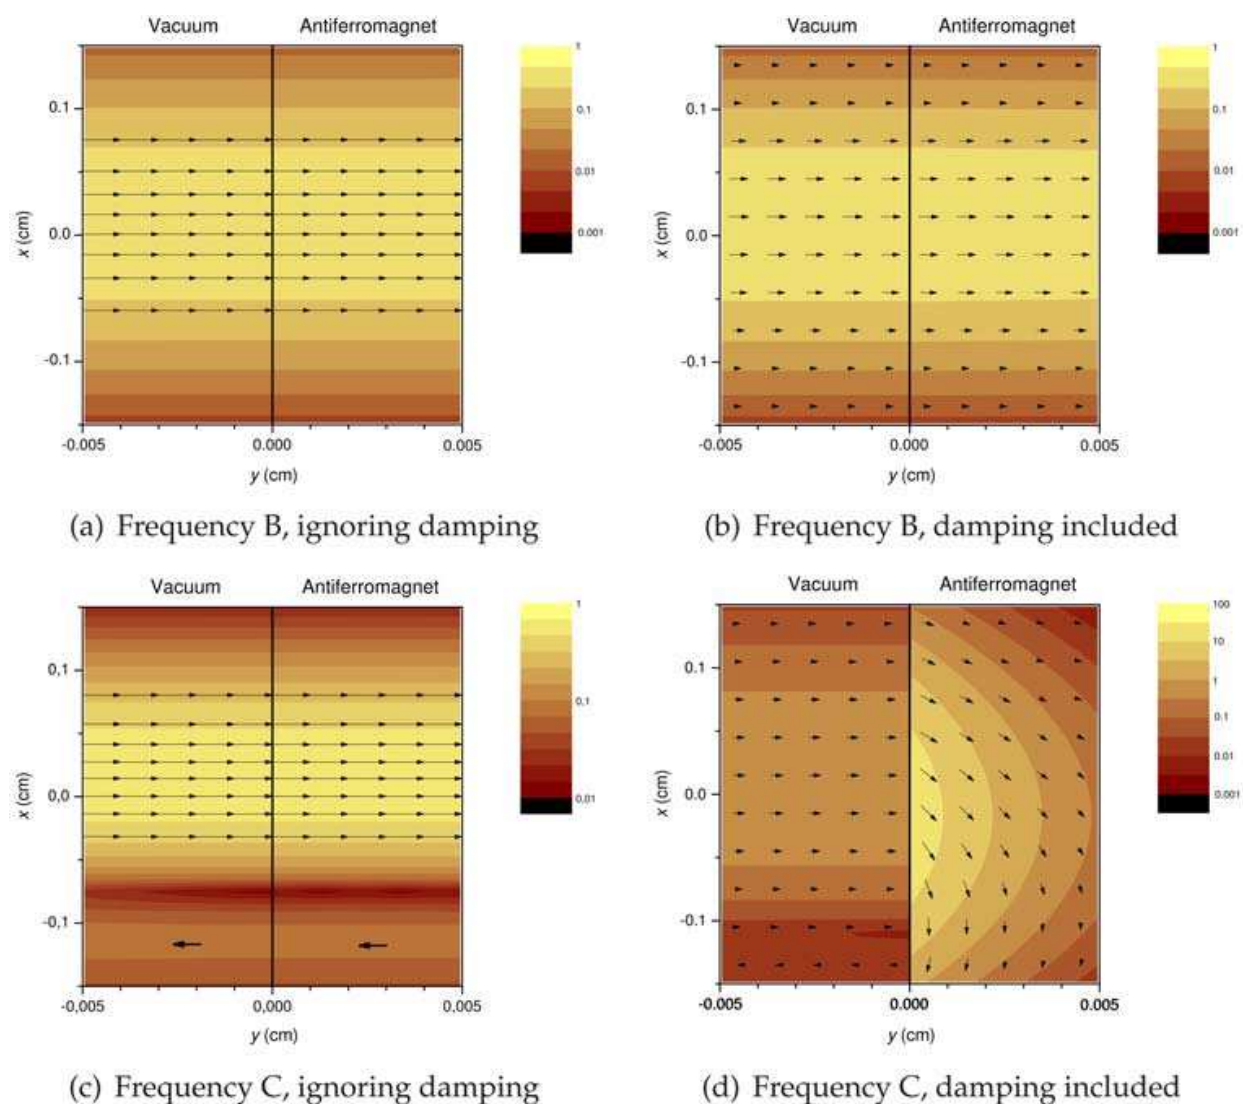 Vacuum Antiferromagnet
1
0.1
0.01
0.001
0.1
0.0
-0.1
x (cm)
-0.005 0.000 0.005
y (cm)
(a) Frequency B, ignoring damping
Vacuum Antiferromagnet
1
0.1
0.01
0.001
0.1
0.0
-0.1
x (cm)
-0.005 0.000 0.005
y (cm)
(b) Frequency B, damping included
Vacuum Antiferromagnet
1
0.1
0.01
0,1
0,0
-0,1
x (cm)
-0.005 0.000 0.005
y (cm)
(c) Frequency C, ignoring damping
Vacuum Antiferromagnet
100
10
1
0.1
0.01
0.001
0.1
0.0
-0.1
x (cm)
-0.005 0.000 0.005
y (cm)
(d) Frequency C, damping included